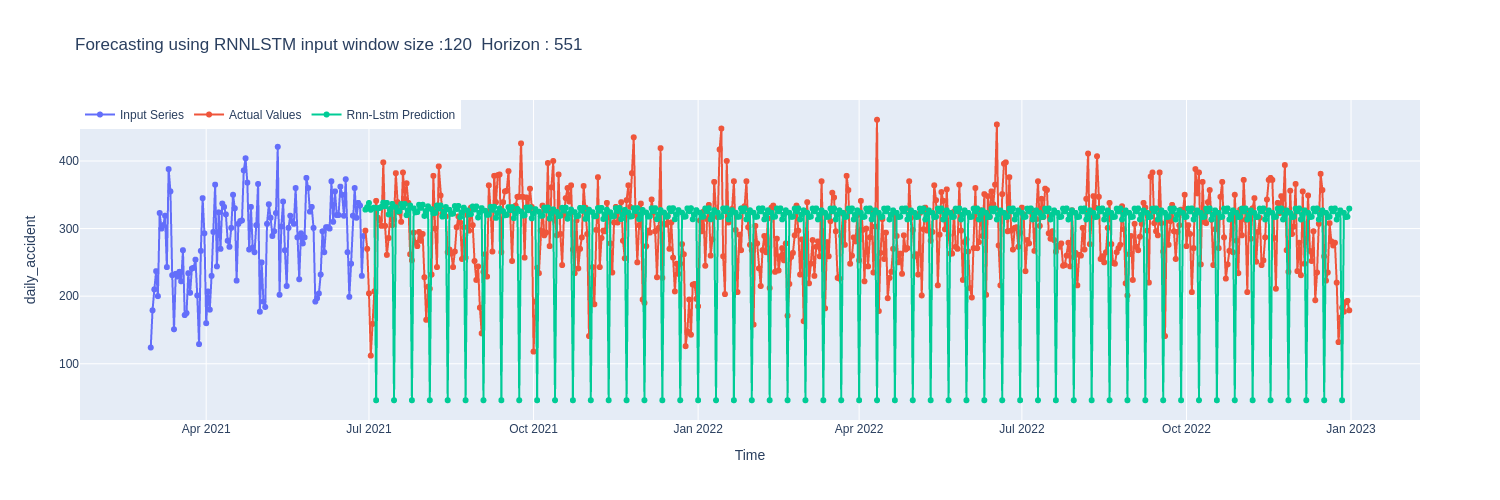 Forecasting using RNNLSTM input window size :120  Horizon : 551
Input Series
Actual Values
Rnn-Lstm Prediction
daily_accident
400
300
200
100
Apr 2021
Jul 2021
Oct 2021
Jan 2022
Apr 2022
Jul 2022
Oct 2022
Jan 2023
Time